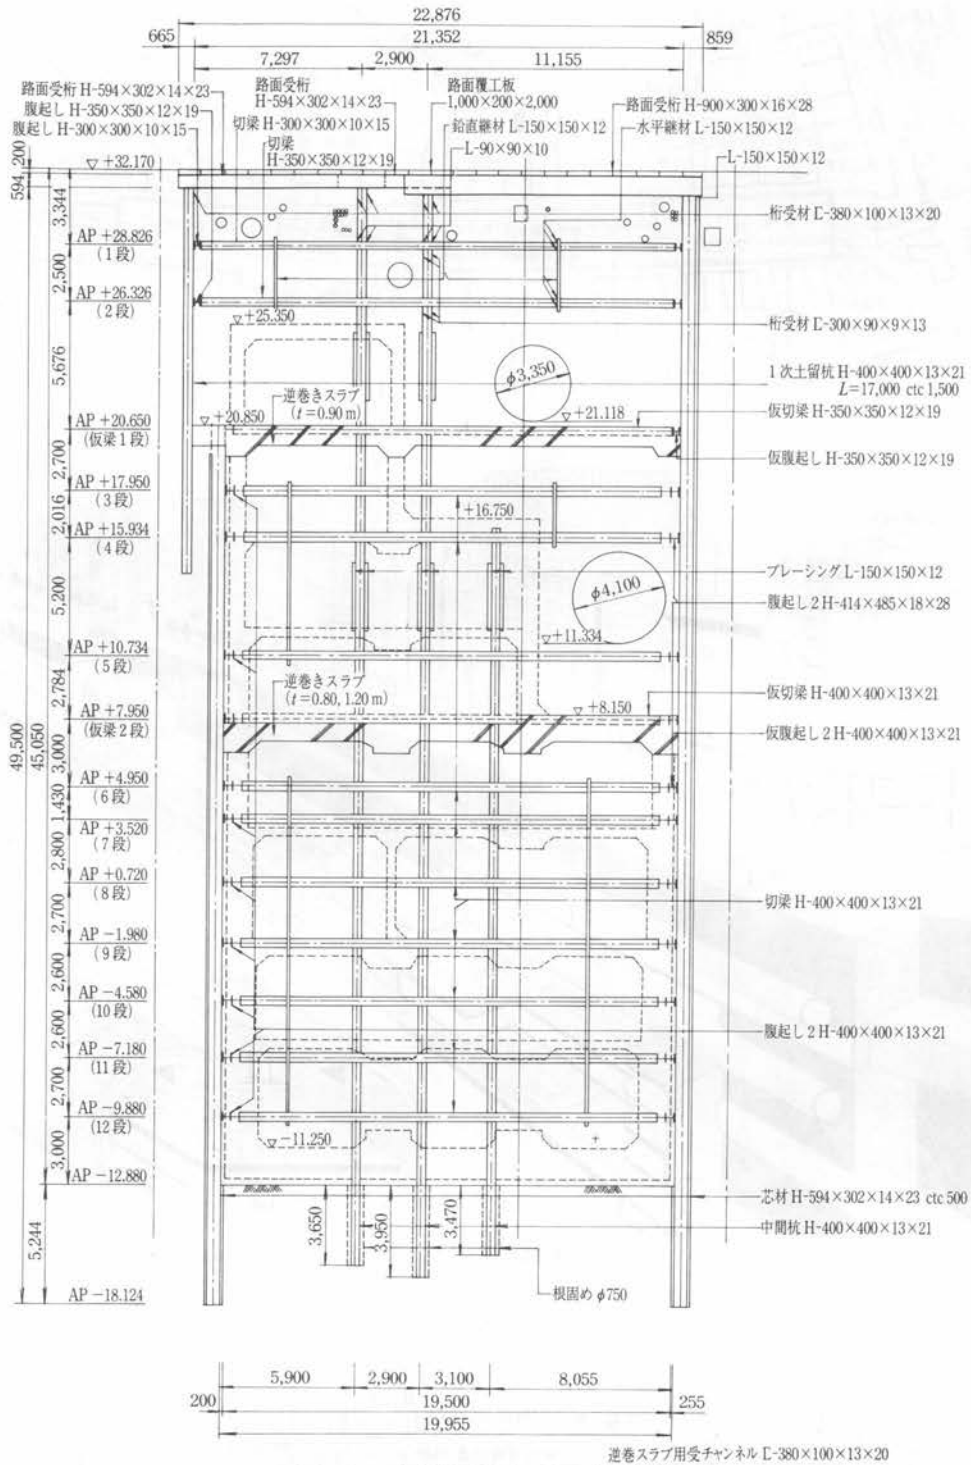 22,876
665
21,352
859
7,297
2,900
11,155
路面受桁 H-594×302×14×23
腹起し H-350×350×12×19
腹起し H-300×300×10×15
路面受桁
H-594×302×14×23
切梁 H-300×300×10×15
切梁
H-350×350×12×19
路面覆工板
1,000×200×2,000
鉛直継材 L-150×150×12
L-90×90×10
路面受桁 H-900×300×16×28
水平継材 L-150×150×12
L-150×150×12
桁受材 [-380×100×13×20
桁受材 [-300×90×9×13
1次土留杭 H-400×400×13×21
L=17,000 ctc 1,500
仮切梁 H-350×350×12×19
仮腹起し H-350×350×12×19
ブレーシング L-150×150×12
腹起し 2 H-414×485×18×28
仮切梁 H-400×400×13×21
仮腹起し 2 H-400×400×13×21
切梁 H-400×400×13×21
腹起し 2 H-400×400×13×21
芯材 H-594×302×14×23 ctc 500
中間杭 H-400×400×13×21
根固め φ750
200
594
▽ +32.170
3,344
AP +28.826
(1段)
2,500
AP +26.326
(2段)
▽+25.350
5,676
φ3,350
逆巻きスラブ
(t=0.90 m)
▽+20.850
▽+21.118
AP +20.650
(仮梁1段)
2,700
AP +17.950
(3段)
2,016
+16.750
AP +15.934
(4段)
5,200
φ4,100
▽+11.334
AP +10.734
(5段)
2,784
逆巻きスラブ
(t=0.80, 1.20 m)
▽+8.150
AP +7.950
(仮梁2段)
3,000
AP +4.950
(6段)
1,430
AP +3.520
(7段)
2,800
AP +0.720
(8段)
2,700
AP −1.980
(9段)
2,600
AP −4.580
(10段)
2,600
AP −7.180
(11段)
2,700
AP −9.880
(12段)
▽−11.250
3,000
AP −12.880
49,500
45,050
5,244
3,650
3,950
3,470
AP −18.124
5,900
2,900
3,100
8,055
200
19,500
255
19,955
逆巻スラブ用受チャンネル [-380×100×13×20